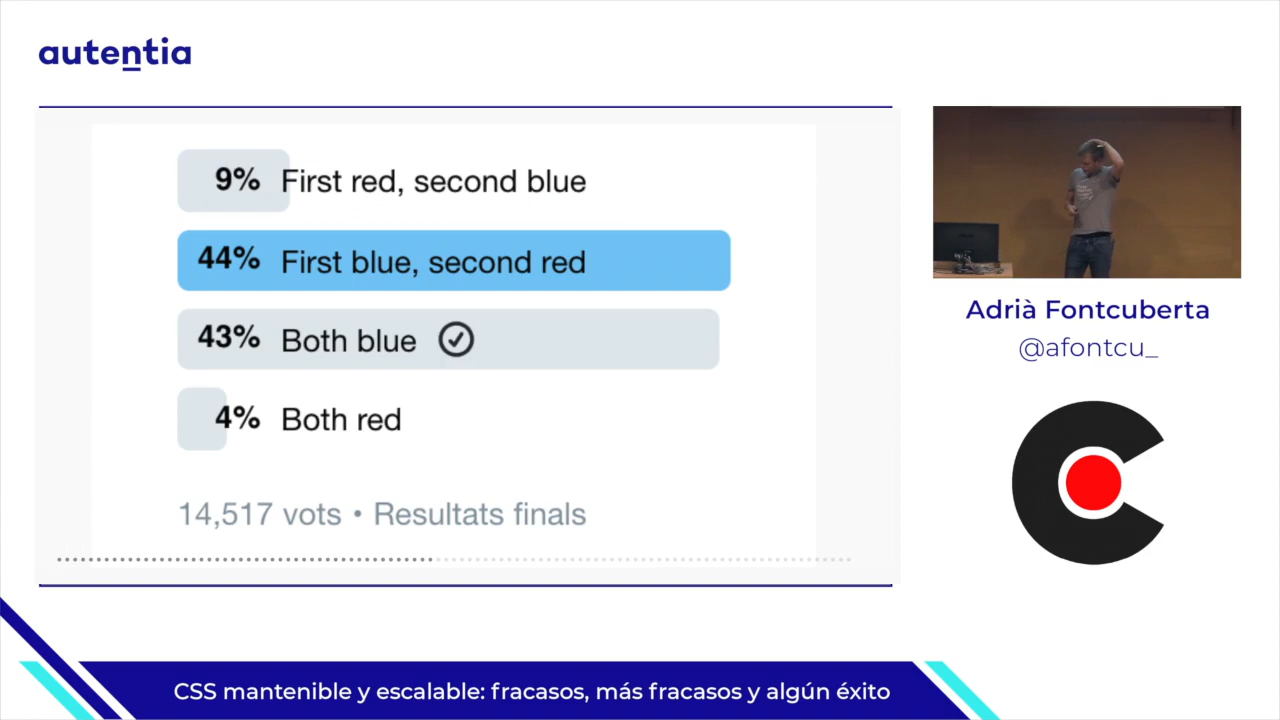 autentia
9% First red, second blue
44% First blue, second red
43% Both blue
4% Both red
14,517 vots • Resultats finals
Adrià Fontcuberta
@afontcu_
CSS mantenible y escalable: fracasos, más fracasos y algún éxito